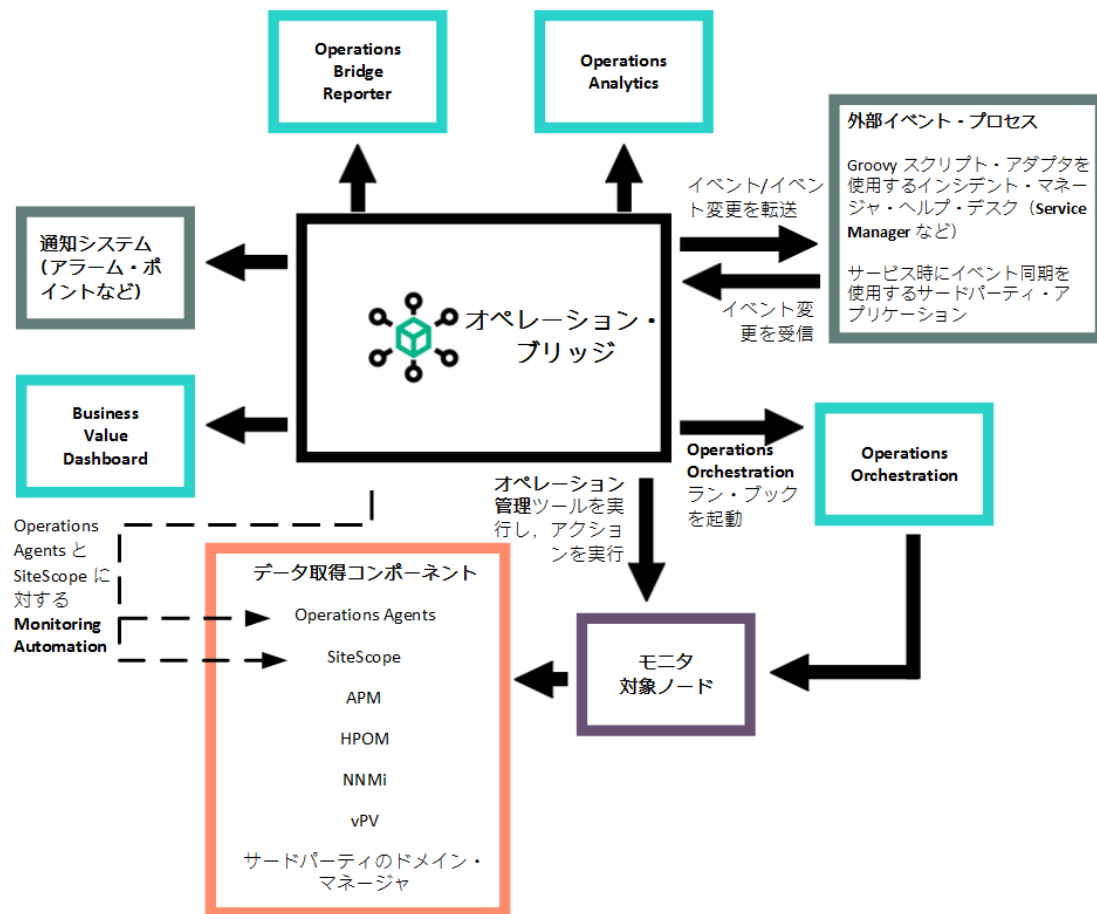 Operations
Bridge
Reporter
Operations
Analytics
外部イベント・プロセス
Groovy スクリプト・アダプタを
使用するインシデント・マネー
ジャ・ヘルプ・デスク（Service
Manager など）
サービス時にイベント同期を
使用するサードパーティ・ア
プリケーション
イベント/イベン
ト変更を転送
イベント変
更を受信
通知システム
(アラーム・ポ
イントなど)
オペレーション・
ブリッジ
Business
Value
Dashboard
Operations
Orchestration
ラン・ブック
を起動
Operations
Orchestration
オペレーション
管理ツールを実
行し，アクショ
ンを実行
Operations
Agents と
SiteScope に
対する
Monitoring
Automation
データ取得コンポーネント
Operations Agents
SiteScope
APM
HPOM
NNMi
vPV
サードパーティのドメイン・
マネージャ
モニタ
対象ノード